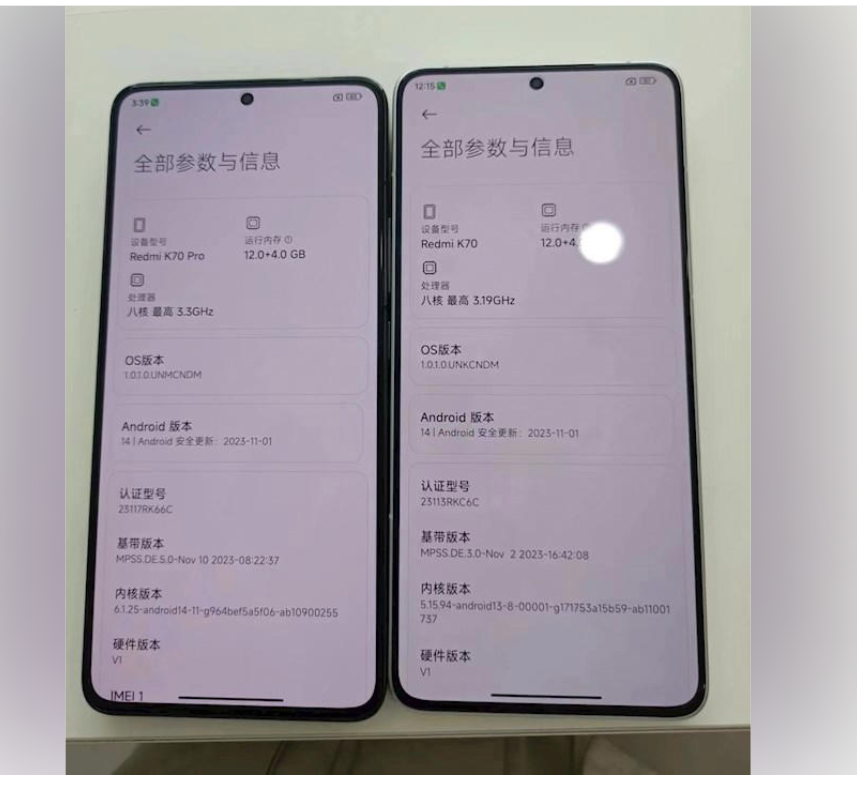 3:39
←
全部参数与信息
设备型号
Redmi K70 Pro
运行内存
12.0+4.0 GB
处理器
八核 最高 3.3GHz
OS版本
1.0.1.0.UNMCNDM
Android 版本
14 | Android 安全更新：2023-11-01
认证型号
23117RK66C
基带版本
MPSS.DE.5.0-Nov 10 2023-08:22:37
内核版本
6.1.25-android14-11-g964bef5a5f06-ab10900255
硬件版本
V1
IMEI 1
12:15
←
全部参数与信息
设备型号
Redmi K70
运行内存
12.0+4.
处理器
八核 最高 3.19GHz
OS版本
1.0.1.0.UNKCNDM
Android 版本
14 | Android 安全更新：2023-11-01
认证型号
23113RKC6C
基带版本
MPSS.DE.3.0-Nov 2 2023-16:42:08
内核版本
5.15.94-android13-8-00001-g171753a15b59-ab11001
737
硬件版本
V1